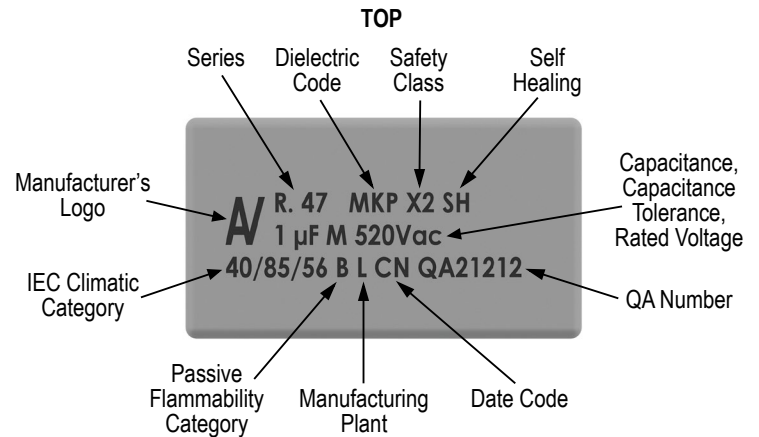 TOP
Series
Dielectric
Code
Safety
Class
Self
Healing
Manufacturer's
Logo
R. 47 MKP X2 SH
1 µF M 520Vac
40/85/56 B L CN QA21212
Capacitance,
Capacitance
Tolerance,
Rated Voltage
IEC Climatic
Category
QA Number
Passive
Flammability
Category
Manufacturing
Plant
Date Code